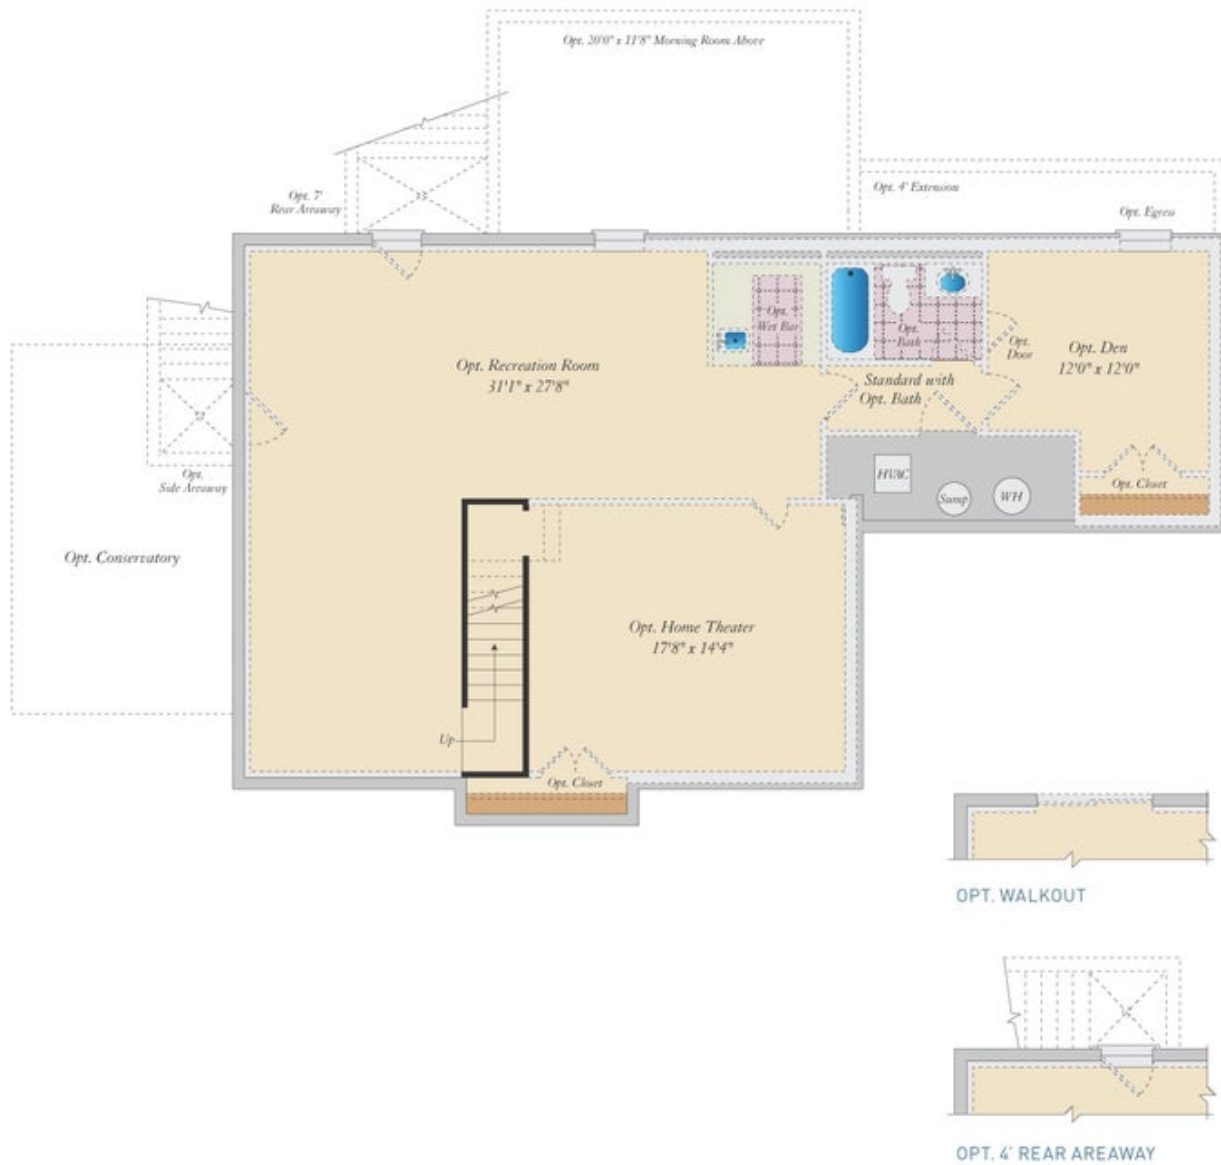 Opt. 20'0" x 11'8" Morning Room Above
Opt. 7'
Rear Areaway
Opt. 4' Extension
Opt. Egress
Opt. Recreation Room
31'1" x 27'8"
Opt.
Wet Bar
Opt.
Bath
Opt.
Door
Opt. Den
12'0" x 12'0"
Standard with
Opt. Bath
Opt.
Side Areaway
HVAC
Sump
WH
Opt. Closet
Opt. Conservatory
Opt. Home Theater
17'8" x 14'4"
Up
Opt. Closet
OPT. WALKOUT
OPT. 4' REAR AREAWAY